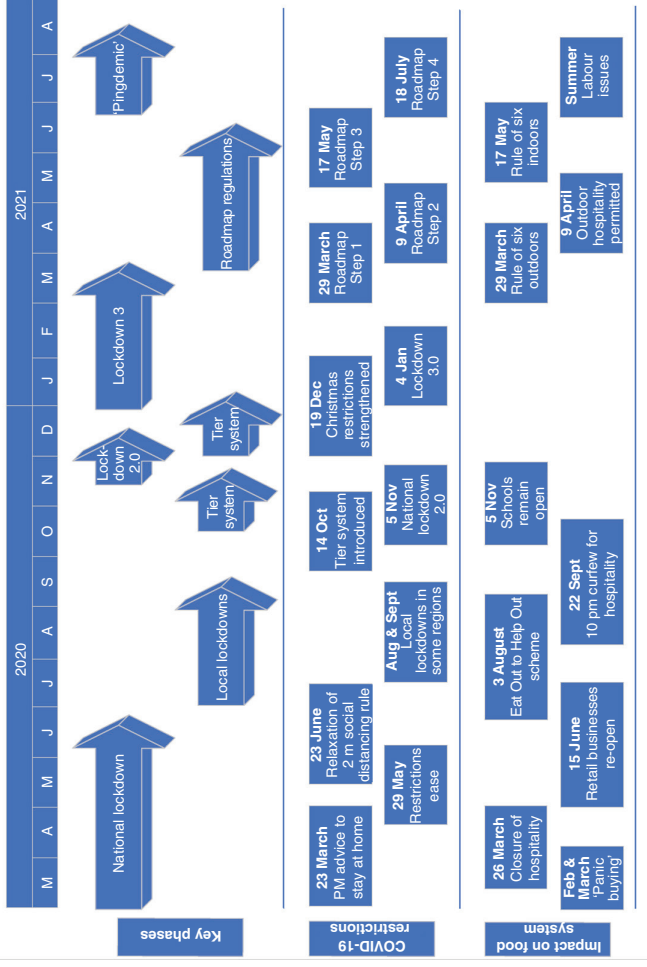 2020
2021
M
A
M
J
J
A
S
O
N
D
J
F
M
A
M
J
J
A
Key phases
National lockdown
Local lockdowns
Tier
system
Lock-
down
2.0
Tier
system
Lockdown 3
Roadmap regulations
‘Pingdemic’
COVID-19
restrictions
23 March
PM advice to
stay at home
29 May
Restrictions
ease
23 June
Relaxation of
2 m social
distancing rule
Aug & Sept
Local
lockdowns in
some regions
14 Oct
Tier system
introduced
5 Nov
National
lockdown
2.0
19 Dec
Christmas
restrictions
strengthened
4 Jan
Lockdown
3.0
29 March
Roadmap
Step 1
9 April
Roadmap
Step 2
17 May
Roadmap
Step 3
18 July
Roadmap
Step 4
Impact on food
system
Feb &
March
‘Panic
buying’
26 March
Closure of
hospitality
15 June
Retail businesses
re-open
3 August
Eat Out to Help Out
scheme
22 Sept
10 pm curfew for
hospitality
5 Nov
Schools
remain
open
29 March
Rule of six
outdoors
9 April
Outdoor
hospitality
permitted
17 May
Rule of six
indoors
Summer
Labour
issues